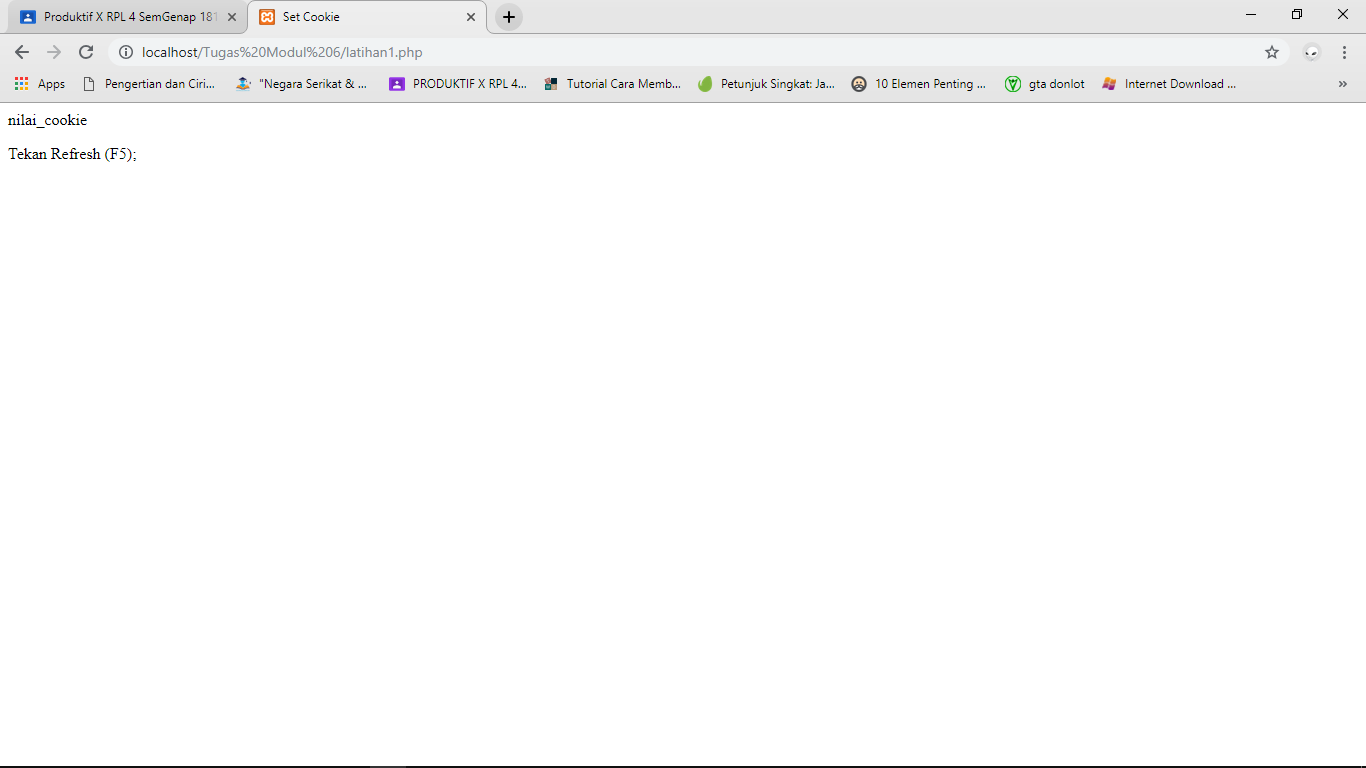 Produktif X RPL 4 SemGenap 181
Set Cookie
localhost/Tugas%20Modul%206/latihan1.php
Apps Pengertian dan Ciri... "Negara Serikat & ... PRODUKTIF X RPL 4... Tutorial Cara Memb... Petunjuk Singkat: Ja... 10 Elemen Penting ... gta donlot Internet Download ... »
nilai_cookie
Tekan Refresh (F5);